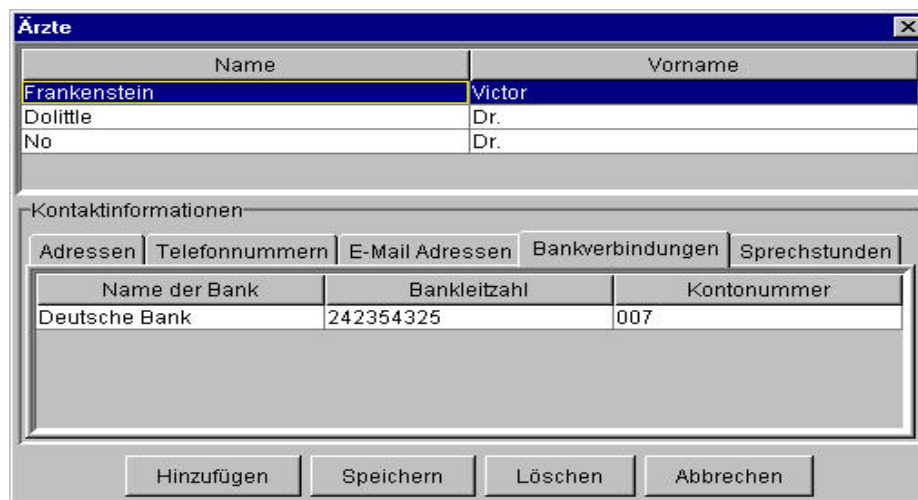 Ärzte
Name Vorname
Frankenstein Victor
Dolittle Dr.
No Dr.
Kontaktinformationen
Adressen Telefonnummern E-Mail Adressen Bankverbindungen Sprechstunden
Name der Bank Bankleitzahl Kontonummer
Deutsche Bank 242354325 007
Hinzufügen Speichern Löschen Abbrechen